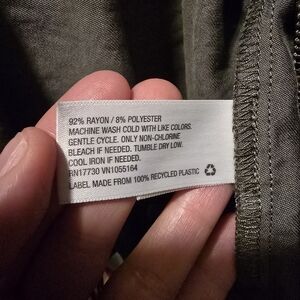 92% RAYON / 8% POLYESTER
MACHINE WASH COLD WITH LIKE COLORS.
GENTLE CYCLE. ONLY NON-CHLORINE
BLEACH IF NEEDED. TUMBLE DRY LOW.
COOL IRON IF NEEDED.
RN17730 VN1055164
LABEL MADE FROM 100% RECYCLED PLASTIC